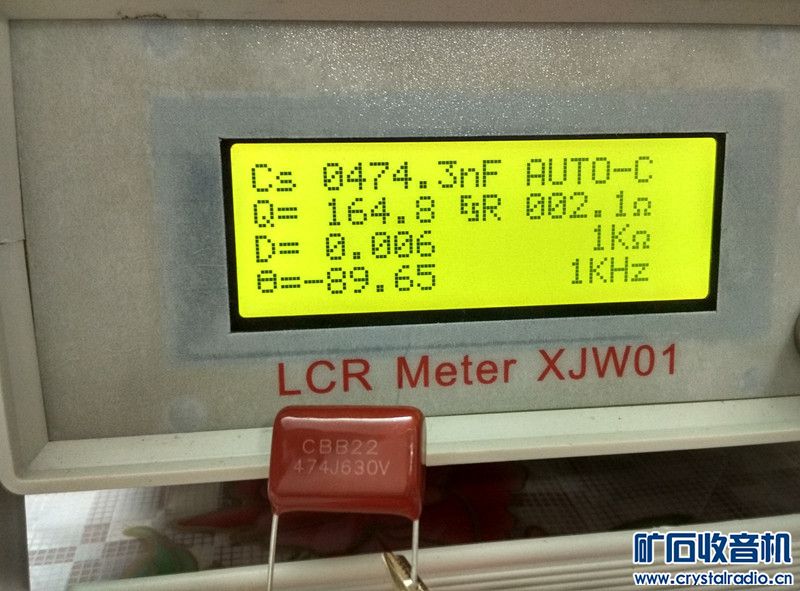 Cs 0474.3nF AUTO-C
Q= 164.8 ESR 002.1Ω
D= 0.006 1KΩ
θ=-89.65 1KHz
LCR Meter XJW01
CBB22
474J630V
矿石收音机
www.crystalradio.cn